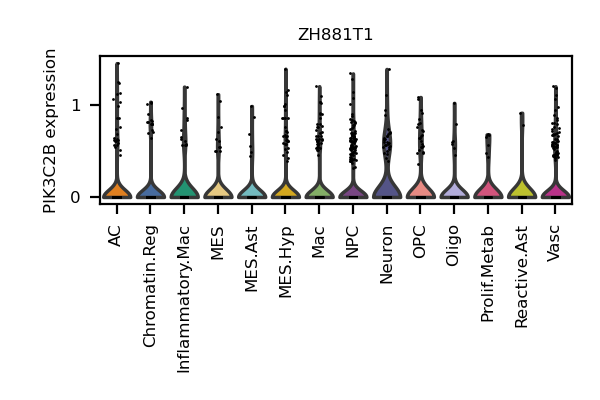 ZH881T1
PIK3C2B expression
1
0
AC
Chromatin.Reg
Inflammatory.Mac
MES
MES.Ast
MES.Hyp
Mac
NPC
Neuron
OPC
Oligo
Prolif.Metab
Reactive.Ast
Vasc